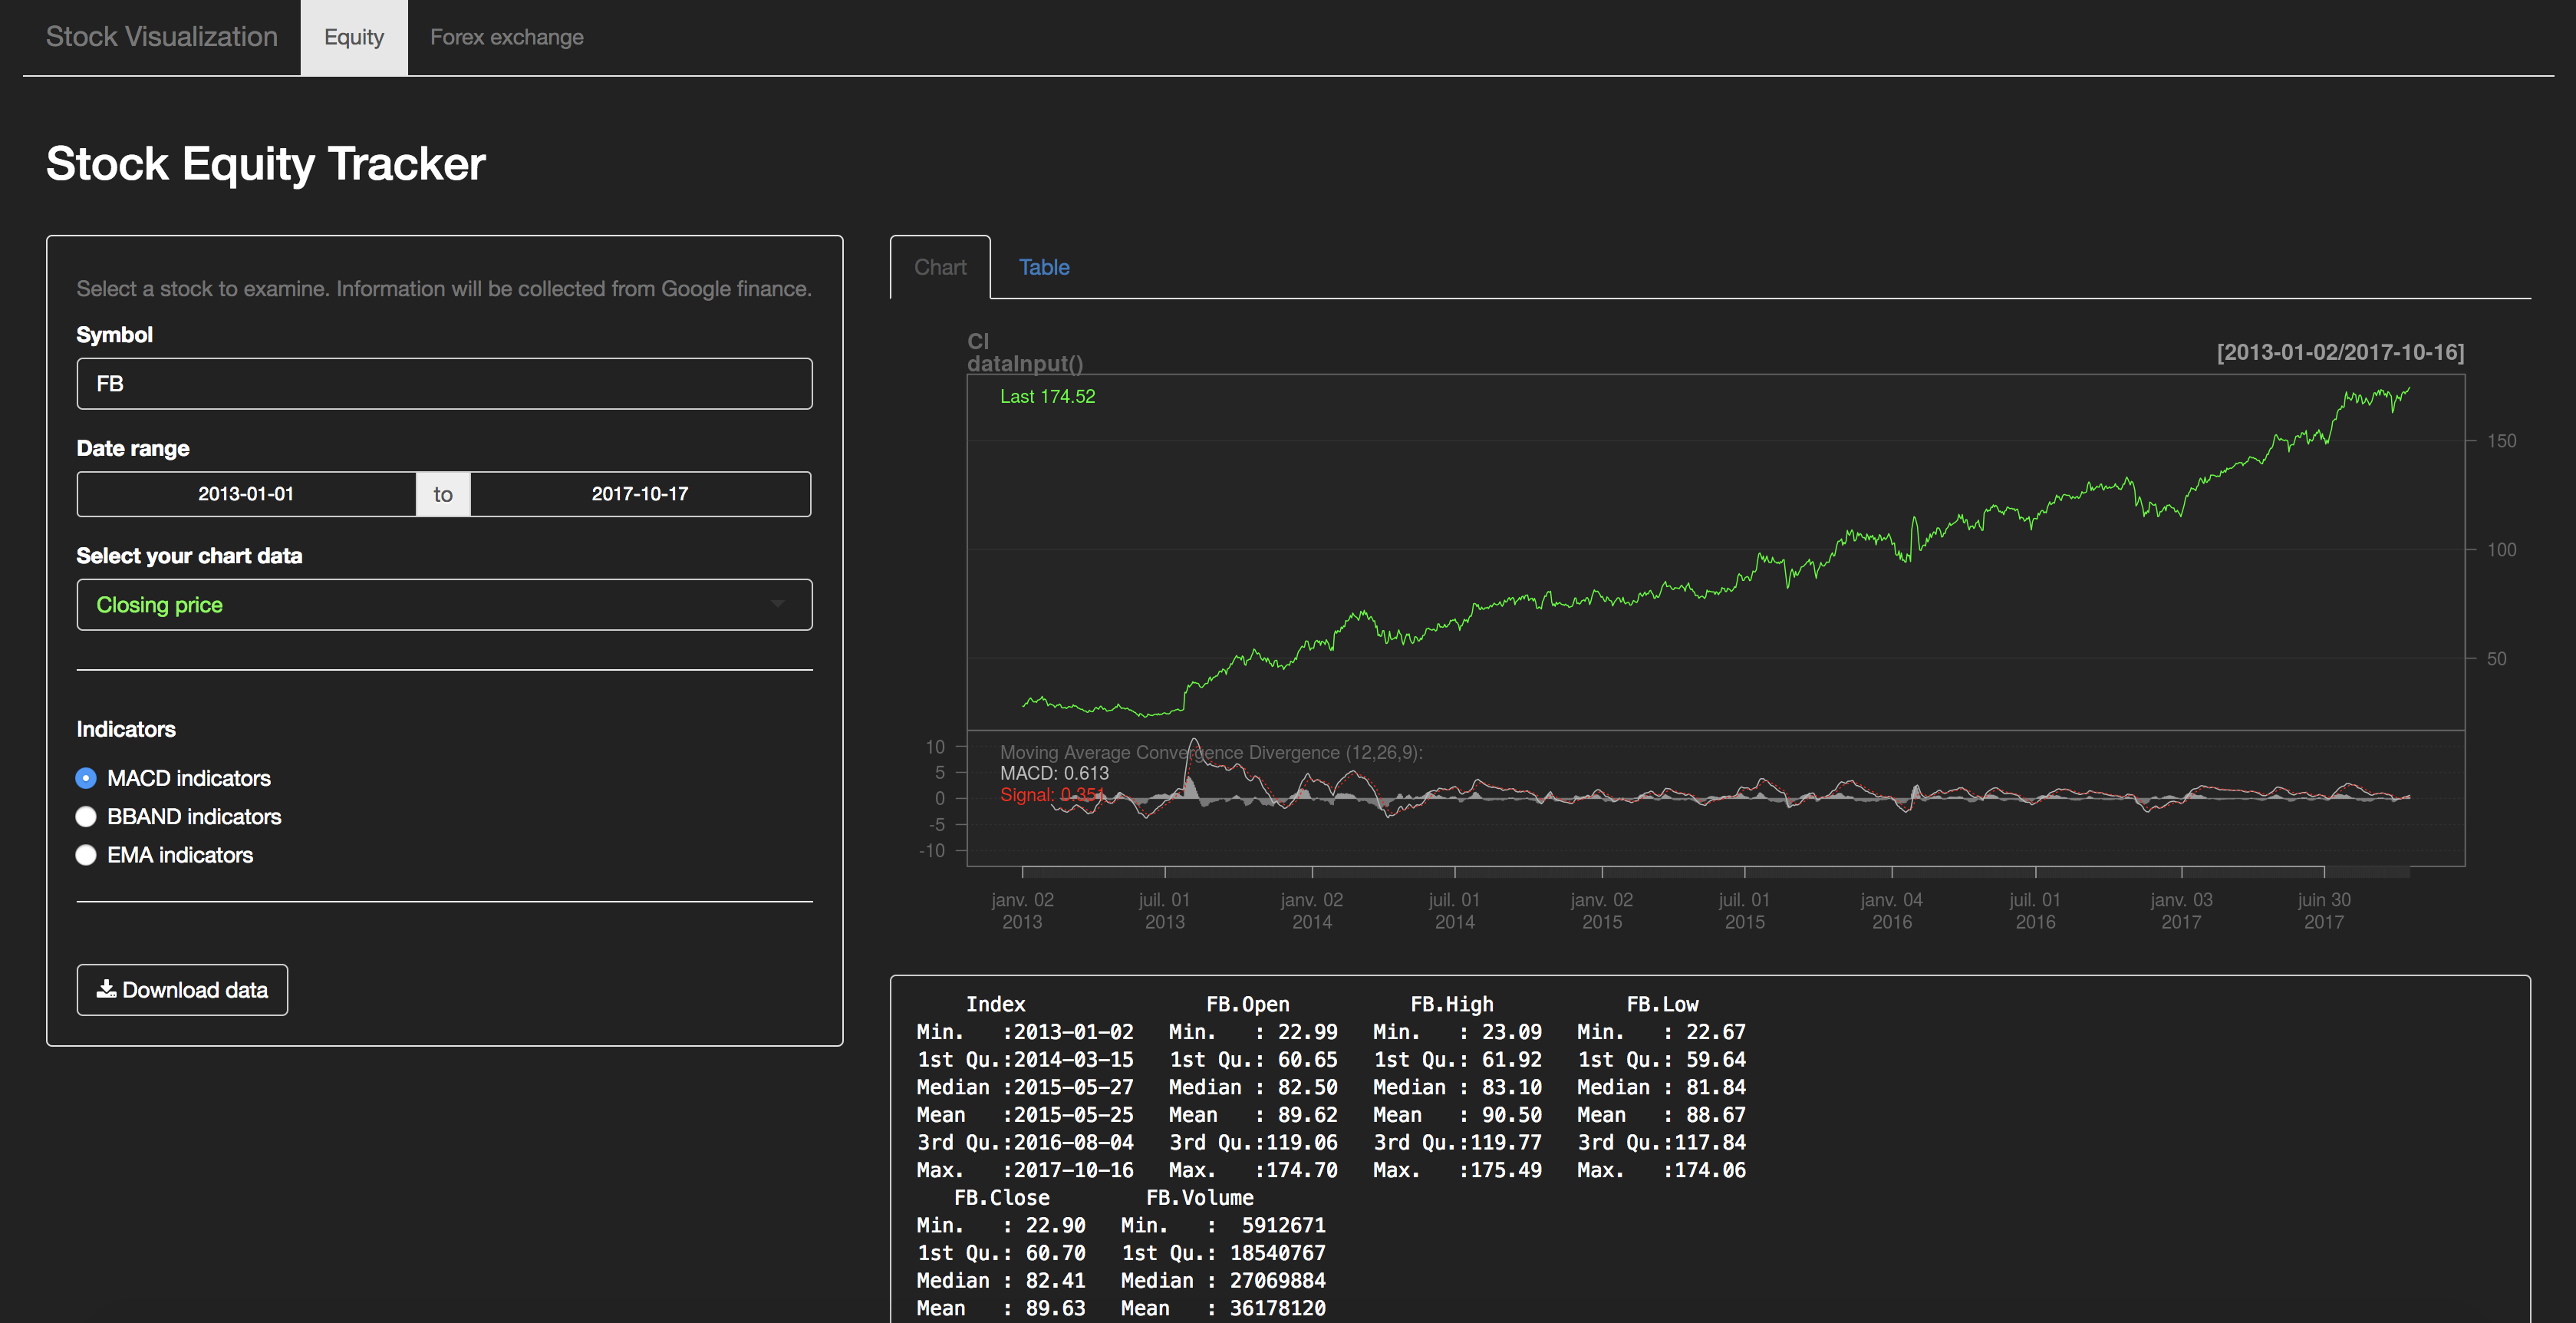 Stock Visualization Equity Forex exchange
Stock Equity Tracker
Select a stock to examine. Information will be collected from Google finance.
Symbol
FB
Date range
2013-01-01 to 2017-10-17
Select your chart data
Closing price
Indicators
MACD indicators
BBAND indicators
EMA indicators
Download data
Chart Table
Cl
dataInput()
[2013-01-02/2017-10-16]
Last 174.52
150
100
50
Moving Average Convergence Divergence (12,26,9):
MACD: 0.613
Signal: 0.351
10
5
0
-5
-10
janv. 02 juil. 01 janv. 02 juil. 01 janv. 02 juil. 01 janv. 04 juil. 01 janv. 03 juin 30
2013 2013 2014 2014 2015 2015 2016 2016 2017 2017
Index FB.Open FB.High FB.Low
Min. :2013-01-02 Min. : 22.99 Min. : 23.09 Min. : 22.67
1st Qu.:2014-03-15 1st Qu.: 60.65 1st Qu.: 61.92 1st Qu.: 59.64
Median :2015-05-27 Median : 82.50 Median : 83.10 Median : 81.84
Mean :2015-05-25 Mean : 89.62 Mean : 90.50 Mean : 88.67
3rd Qu.:2016-08-04 3rd Qu.:119.06 3rd Qu.:119.77 3rd Qu.:117.84
Max. :2017-10-16 Max. :174.70 Max. :175.49 Max. :174.06
FB.Close FB.Volume
Min. : 22.90 Min. : 5912671
1st Qu.: 60.70 1st Qu.: 18540767
Median : 82.41 Median : 27069884
Mean : 89.63 Mean : 36178120